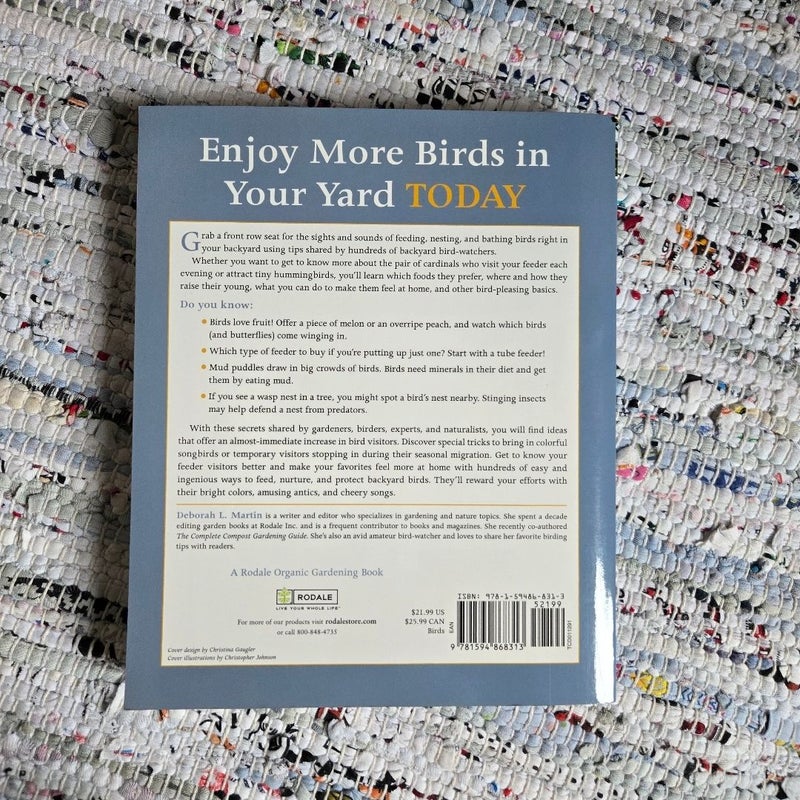 Enjoy More Birds in
Your Yard TODAY
Grab a front row seat for the sights and sounds of feeding, nesting, and bathing birds right in
your backyard using tips shared by hundreds of backyard bird-watchers.
Whether you want to get to know more about the pair of cardinals who visit your feeder each
evening or attract tiny hummingbirds, you'll learn which foods they prefer, where and how they
raise their young, what you can do to make them feel at home, and other bird-pleasing basics.
Do you know:
• Birds love fruit! Offer a piece of melon or an overripe peach, and watch which birds
(and butterflies) come winging in.
• Which type of feeder to buy if you're putting up just one? Start with a tube feeder!
• Mud puddles draw in big crowds of birds. Birds need minerals in their diet and get
them by eating mud.
• If you see a wasp nest in a tree, you might spot a bird's nest nearby. Stinging insects
may help defend a nest from predators.
With these secrets shared by gardeners, birders, experts, and naturalists, you will find ideas
that offer an almost-immediate increase in bird visitors. Discover special tricks to bring in colorful
songbirds or temporary visitors stopping in during their seasonal migration. Get to know your
feeder visitors better and make your favorites feel more at home with hundreds of easy and
ingenious ways to feed, nurture, and protect backyard birds. They'll reward your efforts with
their bright colors, amusing antics, and cheery songs.
Deborah L. Martin is a writer and editor who specializes in gardening and nature topics. She spent a decade
editing garden books at Rodale Inc. and is a frequent contributor to books and magazines. She recently co-authored
The Complete Compost Gardening Guide. She's also an avid amateur bird-watcher and loves to share her favorite birding
tips with readers.
A Rodale Organic Gardening Book
RODALE
LIVE YOUR WHOLE LIFE™
For more of our products visit rodalestore.com
or call 800-848-4735
$21.99 US
$25.99 CAN
Birds
ISBN: 978-1-59486-831-3
52199
EAN
9 781594 868313
Cover design by Christina Gaugler
Cover illustrations by Christopher Johnson